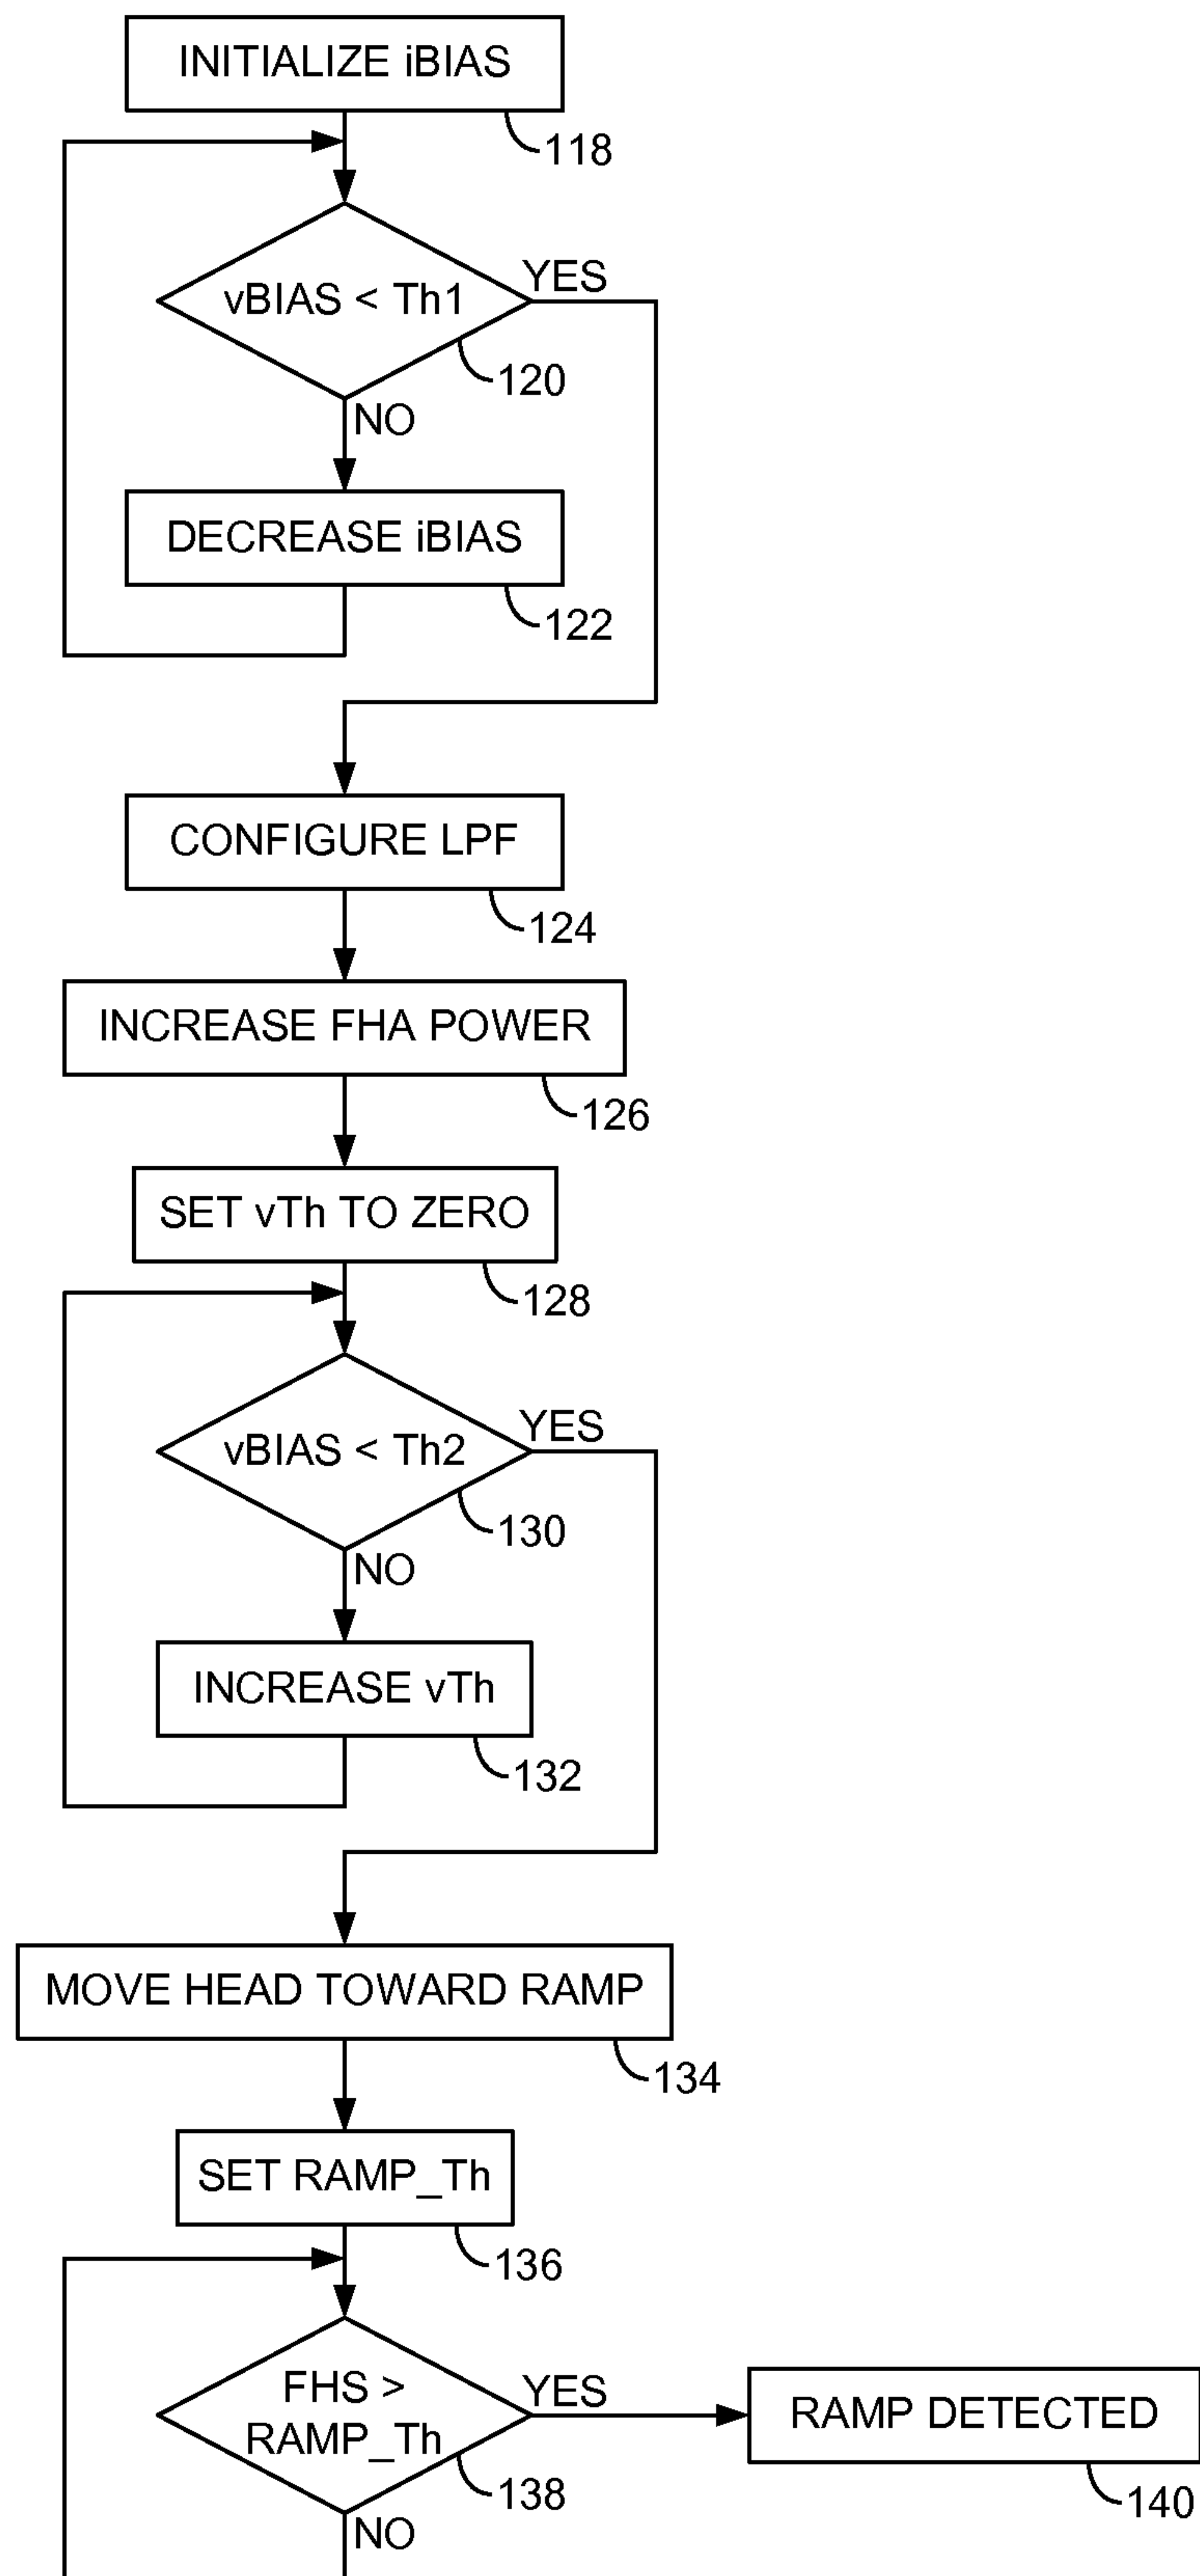 INITIALIZE iBIAS
118
vBIAS < Th1
YES
120
NO
DECREASE iBIAS
122
CONFIGURE LPF
124
INCREASE FHA POWER
126
SET vTh TO ZERO
128
vBIAS < Th2
YES
130
NO
INCREASE vTh
132
MOVE HEAD TOWARD RAMP
134
SET RAMP_Th
136
FHS >
RAMP_Th
YES
138
NO
RAMP DETECTED
140